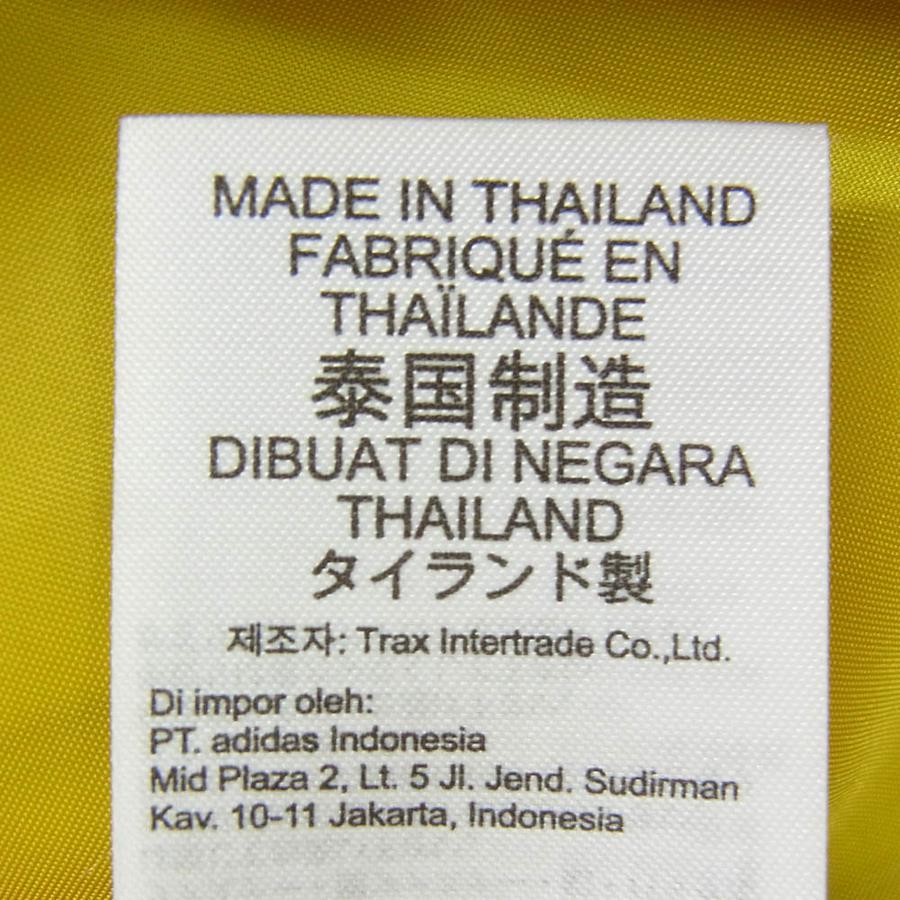 MADE IN THAILAND
FABRIQUÉ EN
THAÏLANDE
泰国制造
DIBUAT DI NEGARA
THAILAND
タイランド製
제조자: Trax Intertrade Co.,Ltd.
Di impor oleh:
PT. adidas Indonesia
Mid Plaza 2, Lt. 5 Jl. Jend. Sudirman
Kav. 10-11 Jakarta, Indonesia